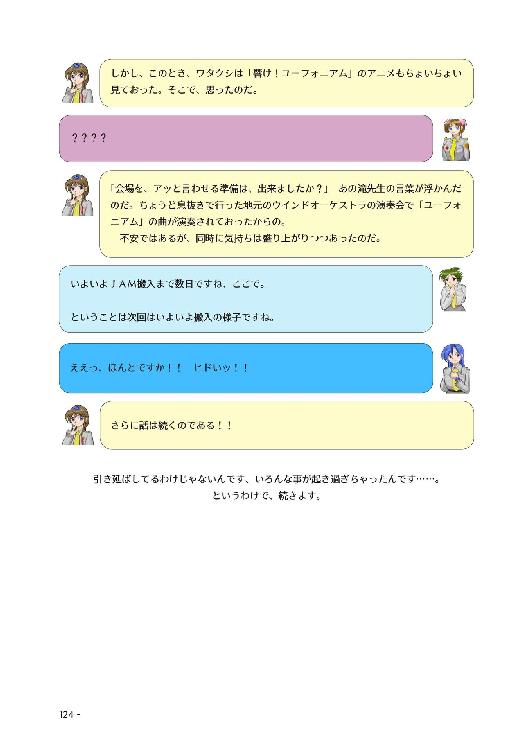 しかし、このとき、ワタクシは「響け！ユーフォニアム」のアニメもちょいちょい
見ておった。そこで、思ったのだ。
？？？？
「会場を、アッと言わせる準備は、出来ましたか？」　あの滝先生の言葉が浮かんだ
のだ。ちょうど息抜きで行った地元のウインドオーケストラの演奏会で「ユーフォ
ニアム」の曲が演奏されておったからの。
　不安ではあるが、同時に気持ちは盛り上がりつつあったのだ。
いよいよＪＡＭ搬入まで数日ですね、ここで。
ということは次回はいよいよ搬入の様子ですね。
ええっ、ほんとですか！！　ヒドいッ！！
さらに話は続くのである！！
引き延ばしてるわけじゃないんです、いろんな事が起き過ぎちゃったんです……。
というわけで、続きます。
124 -